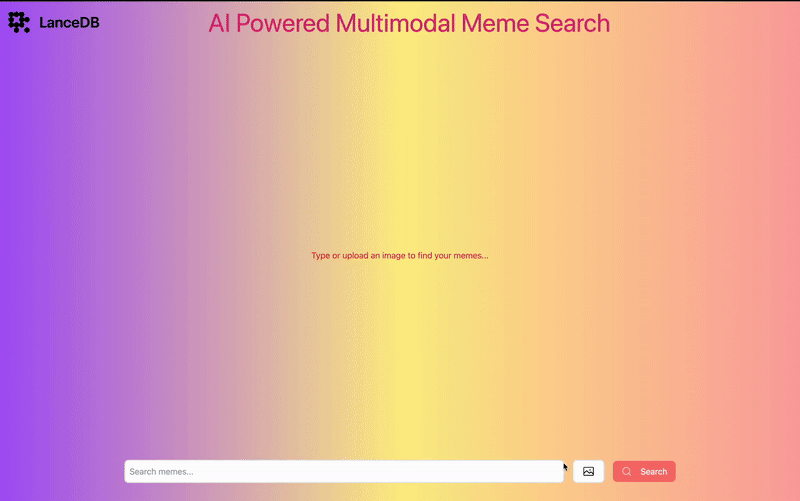 LanceDB
AI Powered Multimodal Meme Search
Type or upload an image to find your memes...
Search memes...
Search